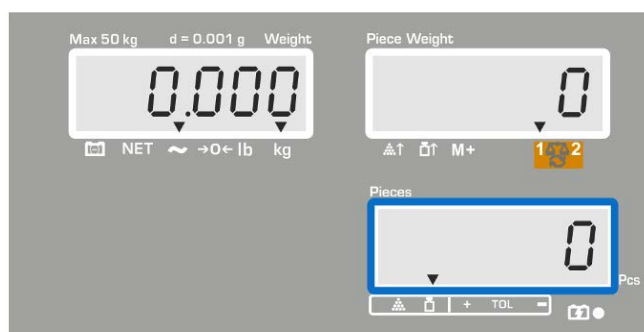 Max 50 kg d = 0.001 g Weight
0.000
NET →0← lb kg
Piece Weight
0
M+
1 2
Pieces
0
Pcs
+ TOL -